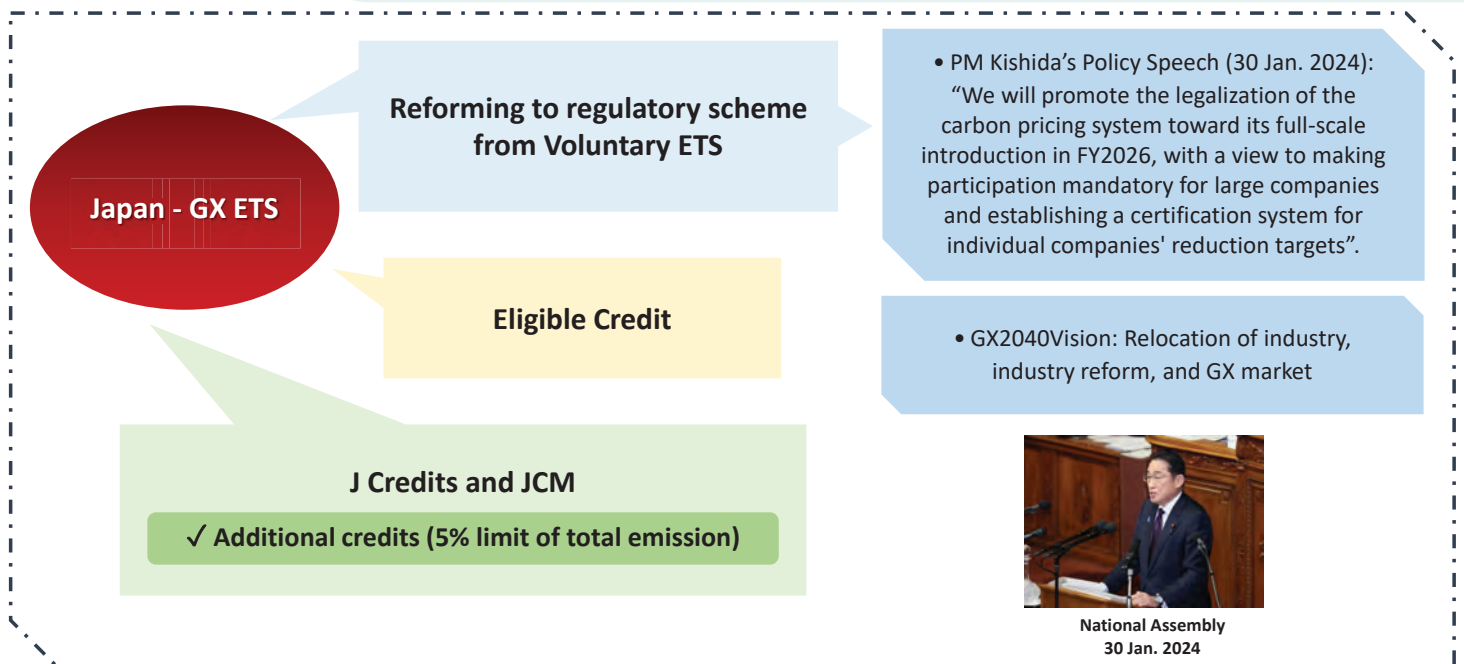 Japan - GX ETS
Reforming to regulatory scheme
from Voluntary ETS
• PM Kishida’s Policy Speech (30 Jan. 2024):
“We will promote the legalization of the
carbon pricing system toward its full-scale
introduction in FY2026, with a view to making
participation mandatory for large companies
and establishing a certification system for
individual companies' reduction targets”.
Eligible Credit
• GX2040Vision: Relocation of industry,
industry reform, and GX market
J Credits and JCM
✓ Additional credits (5% limit of total emission)
National Assembly
30 Jan. 2024